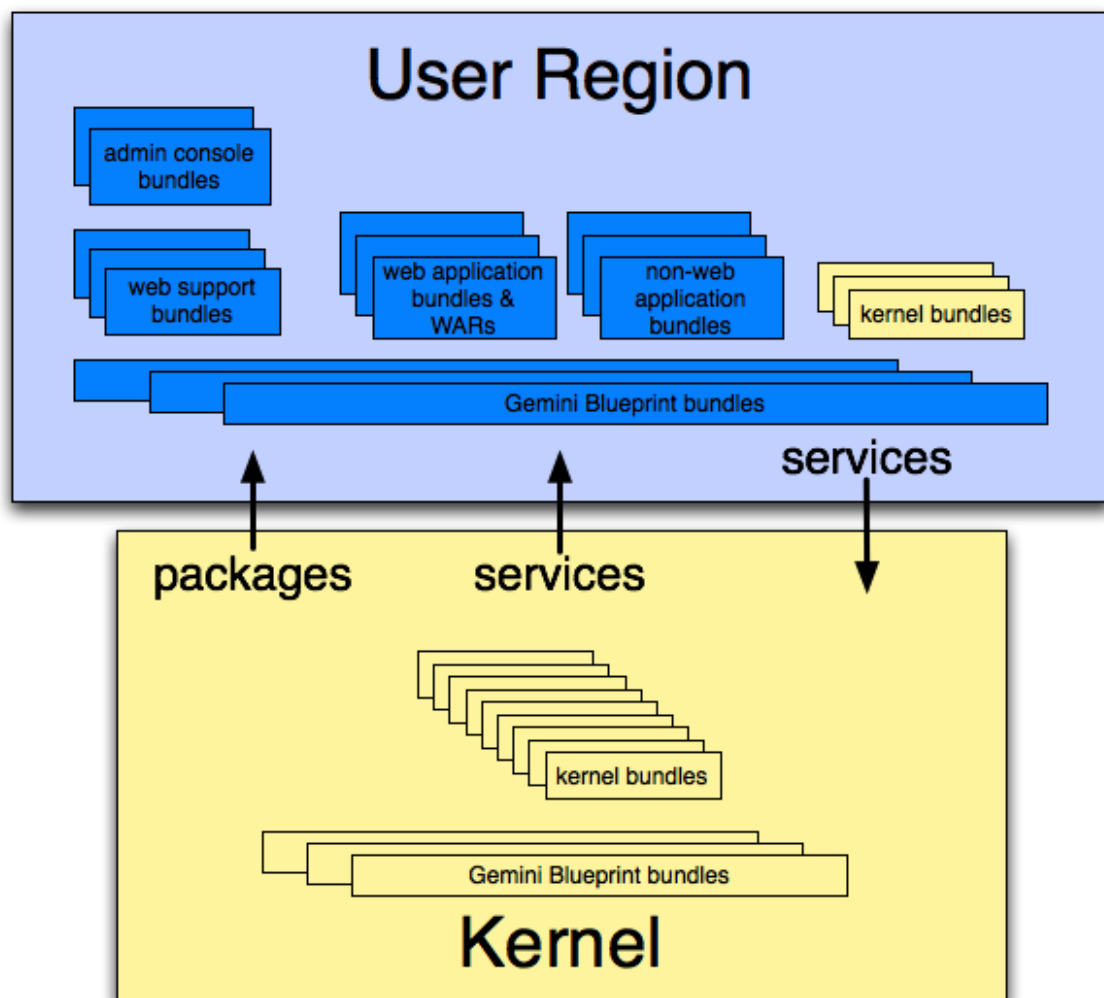 User Region
admin console
bundles
web support
bundles
web application
bundles &
WARs
non-web
application
bundles
kernel bundles
Gemini Blueprint bundles
services
packages
services
kernel bundles
Gemini Blueprint bundles
Kernel